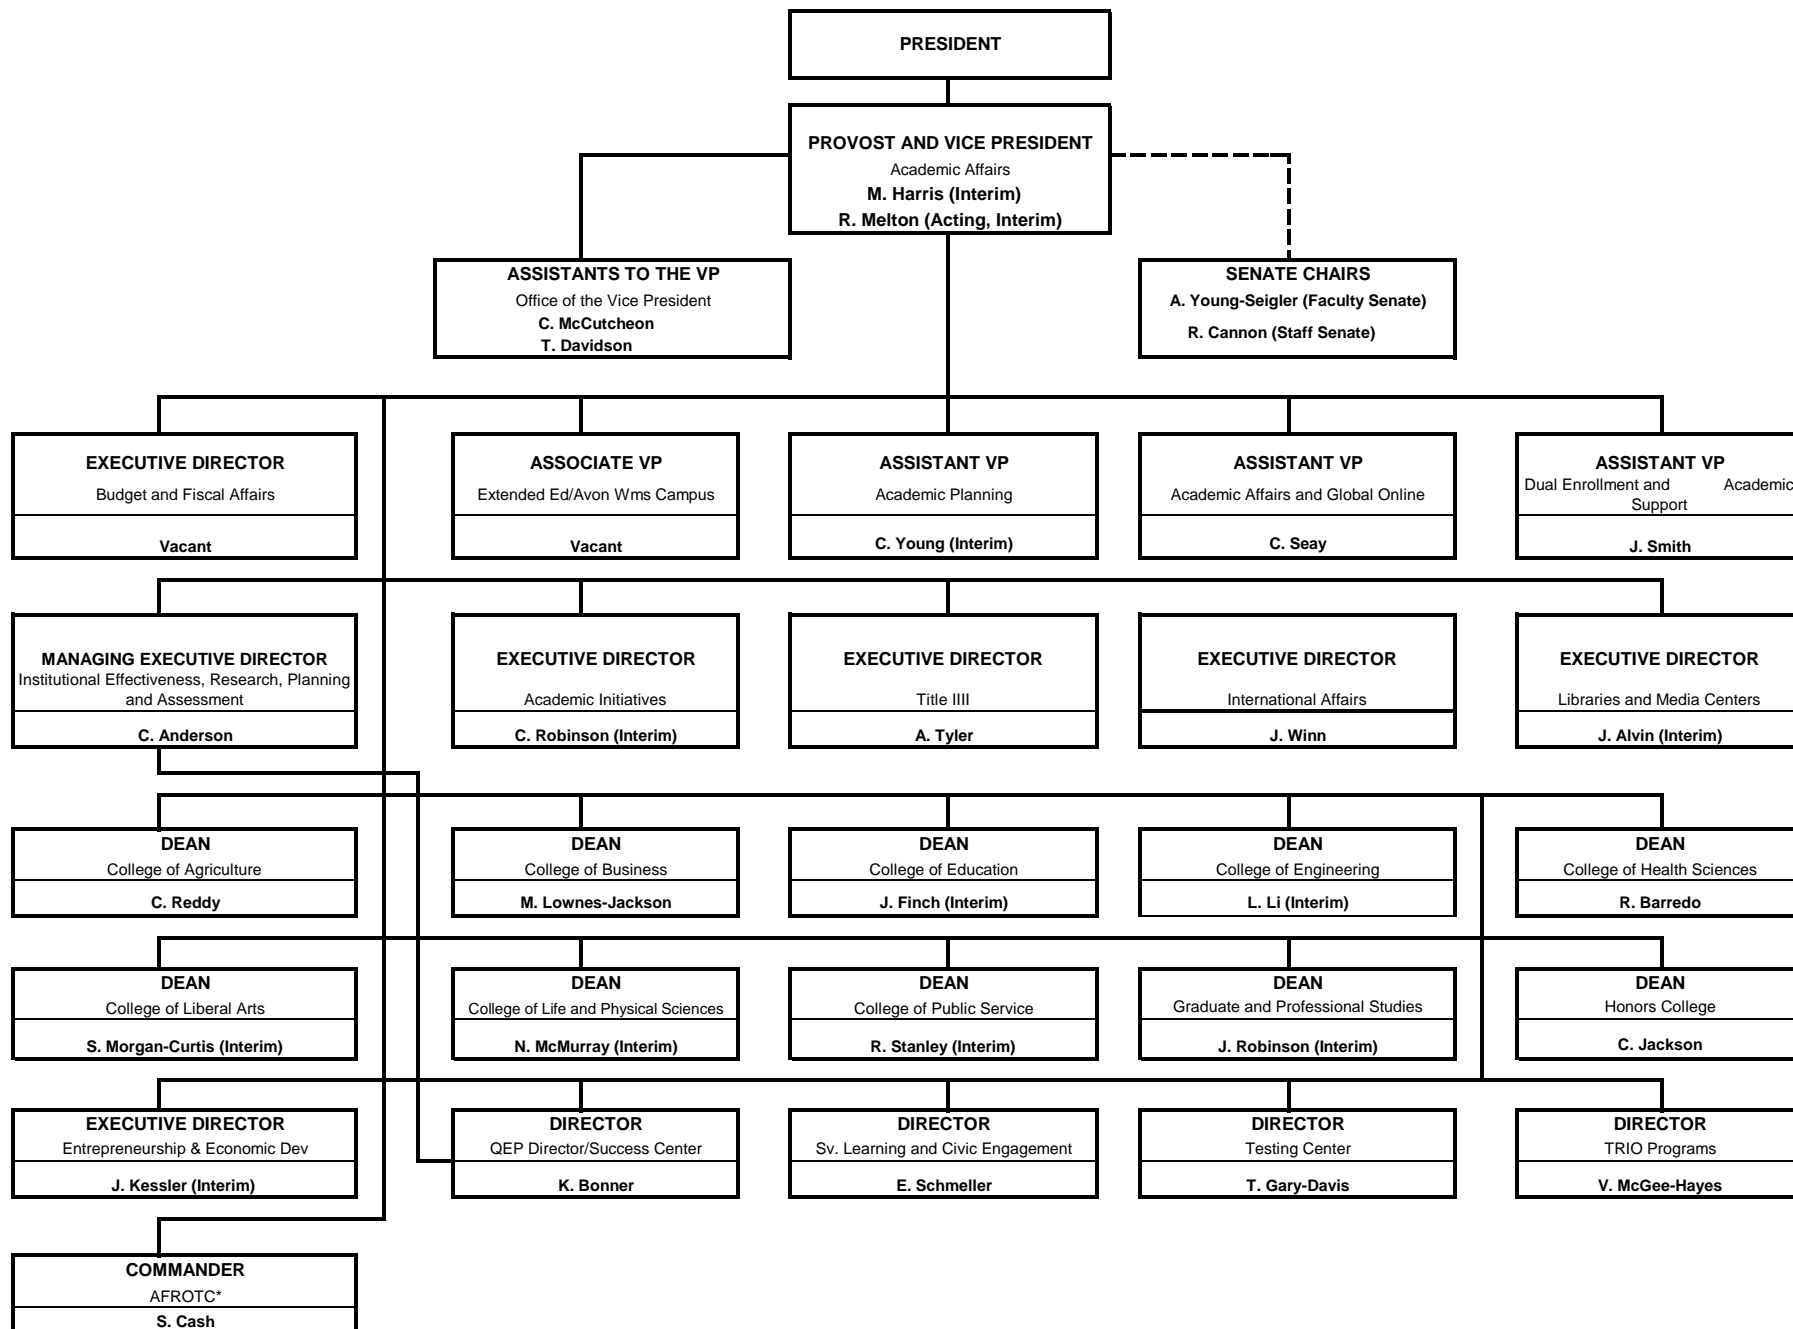 PRESIDENT
PROVOST AND VICE PRESIDENT
Academic Affairs
M. Harris (Interim)
R. Melton (Acting, Interim)
ASSISTANTS TO THE VP
Office of the Vice President
C. McCutcheon
T. Davidson
SENATE CHAIRS
A. Young-Seigler (Faculty Senate)
R. Cannon (Staff Senate)
EXECUTIVE DIRECTOR
Budget and Fiscal Affairs
Vacant
ASSOCIATE VP
Extended Ed/Avon Wms Campus
Vacant
ASSISTANT VP
Academic Planning
C. Young (Interim)
ASSISTANT VP
Academic Affairs and Global Online
C. Seay
ASSISTANT VP
Dual Enrollment and Academic
Support
J. Smith
MANAGING EXECUTIVE DIRECTOR
Institutional Effectiveness, Research, Planning
and Assessment
C. Anderson
EXECUTIVE DIRECTOR
Academic Initiatives
C. Robinson (Interim)
EXECUTIVE DIRECTOR
Title IIII
A. Tyler
EXECUTIVE DIRECTOR
International Affairs
J. Winn
EXECUTIVE DIRECTOR
Libraries and Media Centers
J. Alvin (Interim)
DEAN
College of Agriculture
C. Reddy
DEAN
College of Business
M. Lownes-Jackson
DEAN
College of Education
J. Finch (Interim)
DEAN
College of Engineering
L. Li (Interim)
DEAN
College of Health Sciences
R. Barredo
DEAN
College of Liberal Arts
S. Morgan-Curtis (Interim)
DEAN
College of Life and Physical Sciences
N. McMurray (Interim)
DEAN
College of Public Service
R. Stanley (Interim)
DEAN
Graduate and Professional Studies
J. Robinson (Interim)
DEAN
Honors College
C. Jackson
EXECUTIVE DIRECTOR
Entrepreneurship & Economic Dev
J. Kessler (Interim)
DIRECTOR
QEP Director/Success Center
K. Bonner
DIRECTOR
Sv. Learning and Civic Engagement
E. Schmeller
DIRECTOR
Testing Center
T. Gary-Davis
DIRECTOR
TRIO Programs
V. McGee-Hayes
COMMANDER
AFROTC*
S. Cash